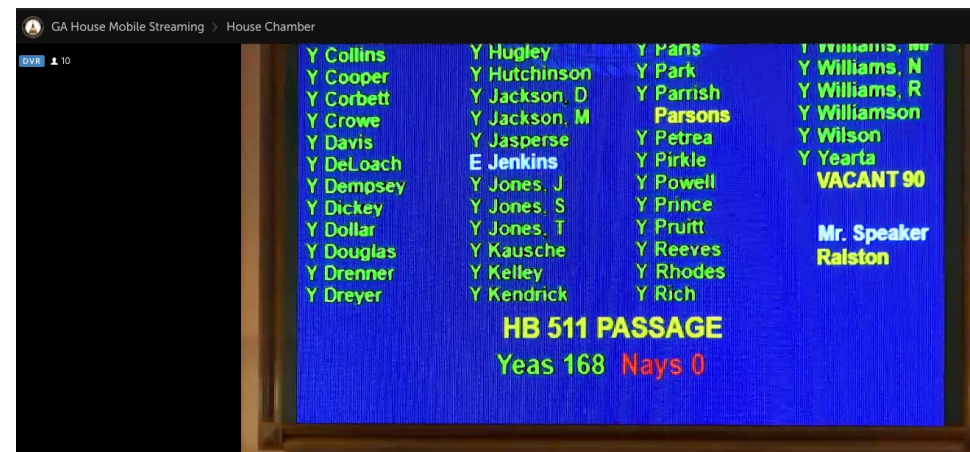 GA House Mobile Streaming > House Chamber
DVR 10
Y Collins
Y Cooper
Y Corbett
Y Crowe
Y Davis
Y DeLoach
Y Dempsey
Y Dickey
Y Dollar
Y Douglas
Y Drenner
Y Dreyer
Y Hugley
Y Hutchinson
Y Jackson, D
Y Jackson, M
Y Jasperse
E Jenkins
Y Jones, J
Y Jones, S
Y Jones, T
Y Kausche
Y Kelley
Y Kendrick
Y Paris
Y Park
Y Parrish
Parsons
Y Petrea
Y Pirkle
Y Powell
Y Prince
Y Pruitt
Y Reeves
Y Rhodes
Y Rich
Y Williams, MF
Y Williams, N
Y Williams, R
Y Williamson
Y Wilson
Y Yearta
VACANT 90
Mr. Speaker
Ralston
HB 511 PASSAGE
Yeas 168 Nays 0